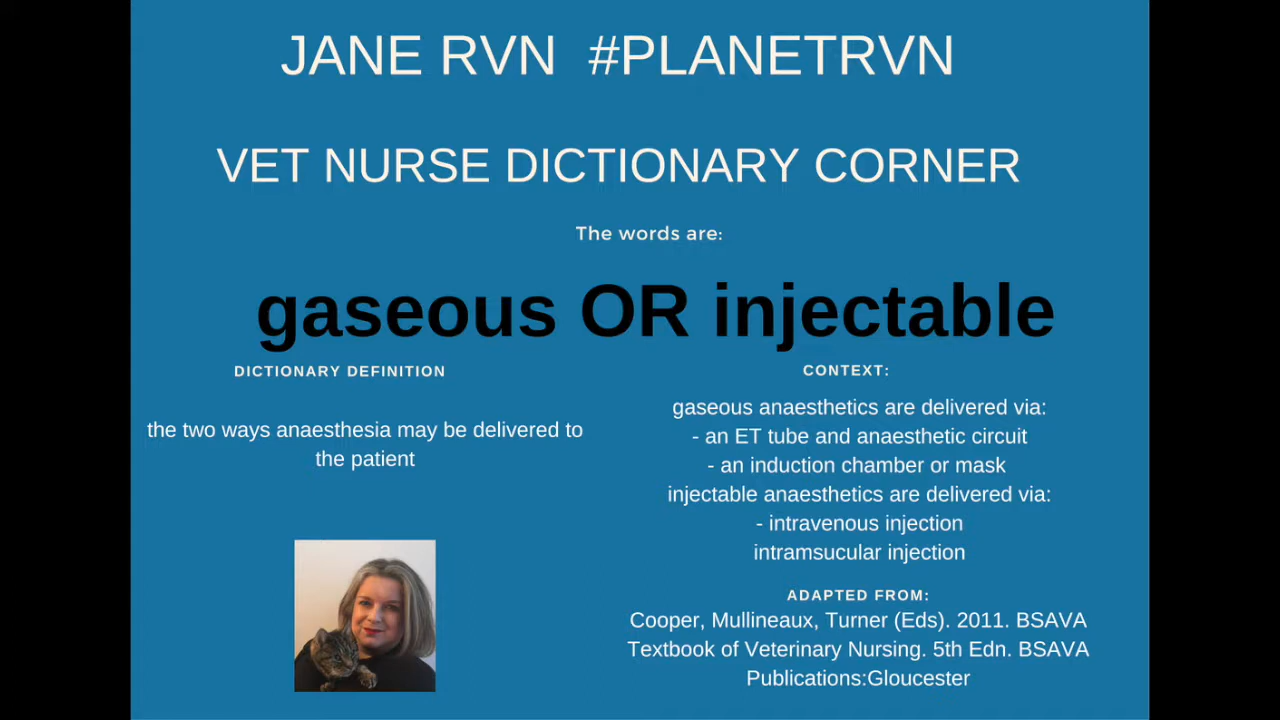 JANE RVN #PLANETRVN
VET NURSE DICTIONARY CORNER
The words are:
gaseous OR injectable
DICTIONARY DEFINITION
the two ways anaesthesia may be delivered to
the patient
CONTEXT:
gaseous anaesthetics are delivered via:
- an ET tube and anaesthetic circuit
- an induction chamber or mask
injectable anaesthetics are delivered via:
- intravenous injection
intramsucular injection
ADAPTED FROM:
Cooper, Mullineaux, Turner (Eds). 2011. BSAVA
Textbook of Veterinary Nursing. 5th Edn. BSAVA
Publications:Gloucester